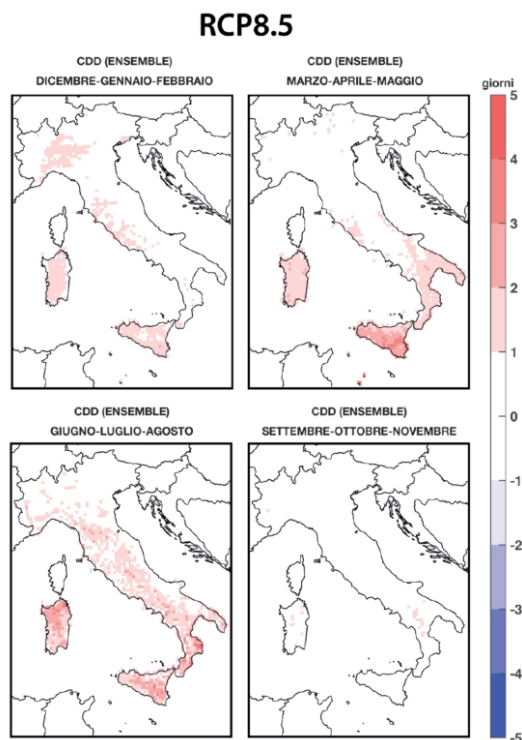 RCP8.5
CDD (ENSEMBLE)
DICEMBRE-GENNAIO-FEBBRAIO
CDD (ENSEMBLE)
MARZO-APRILE-MAGGIO
giorni
5
4
3
2
1
0
-1
-2
-3
-4
-5
CDD (ENSEMBLE)
GIUGNO-LUGLIO-AGOSTO
CDD (ENSEMBLE)
SETTEMBRE-OTTOBRE-NOVEMBRE